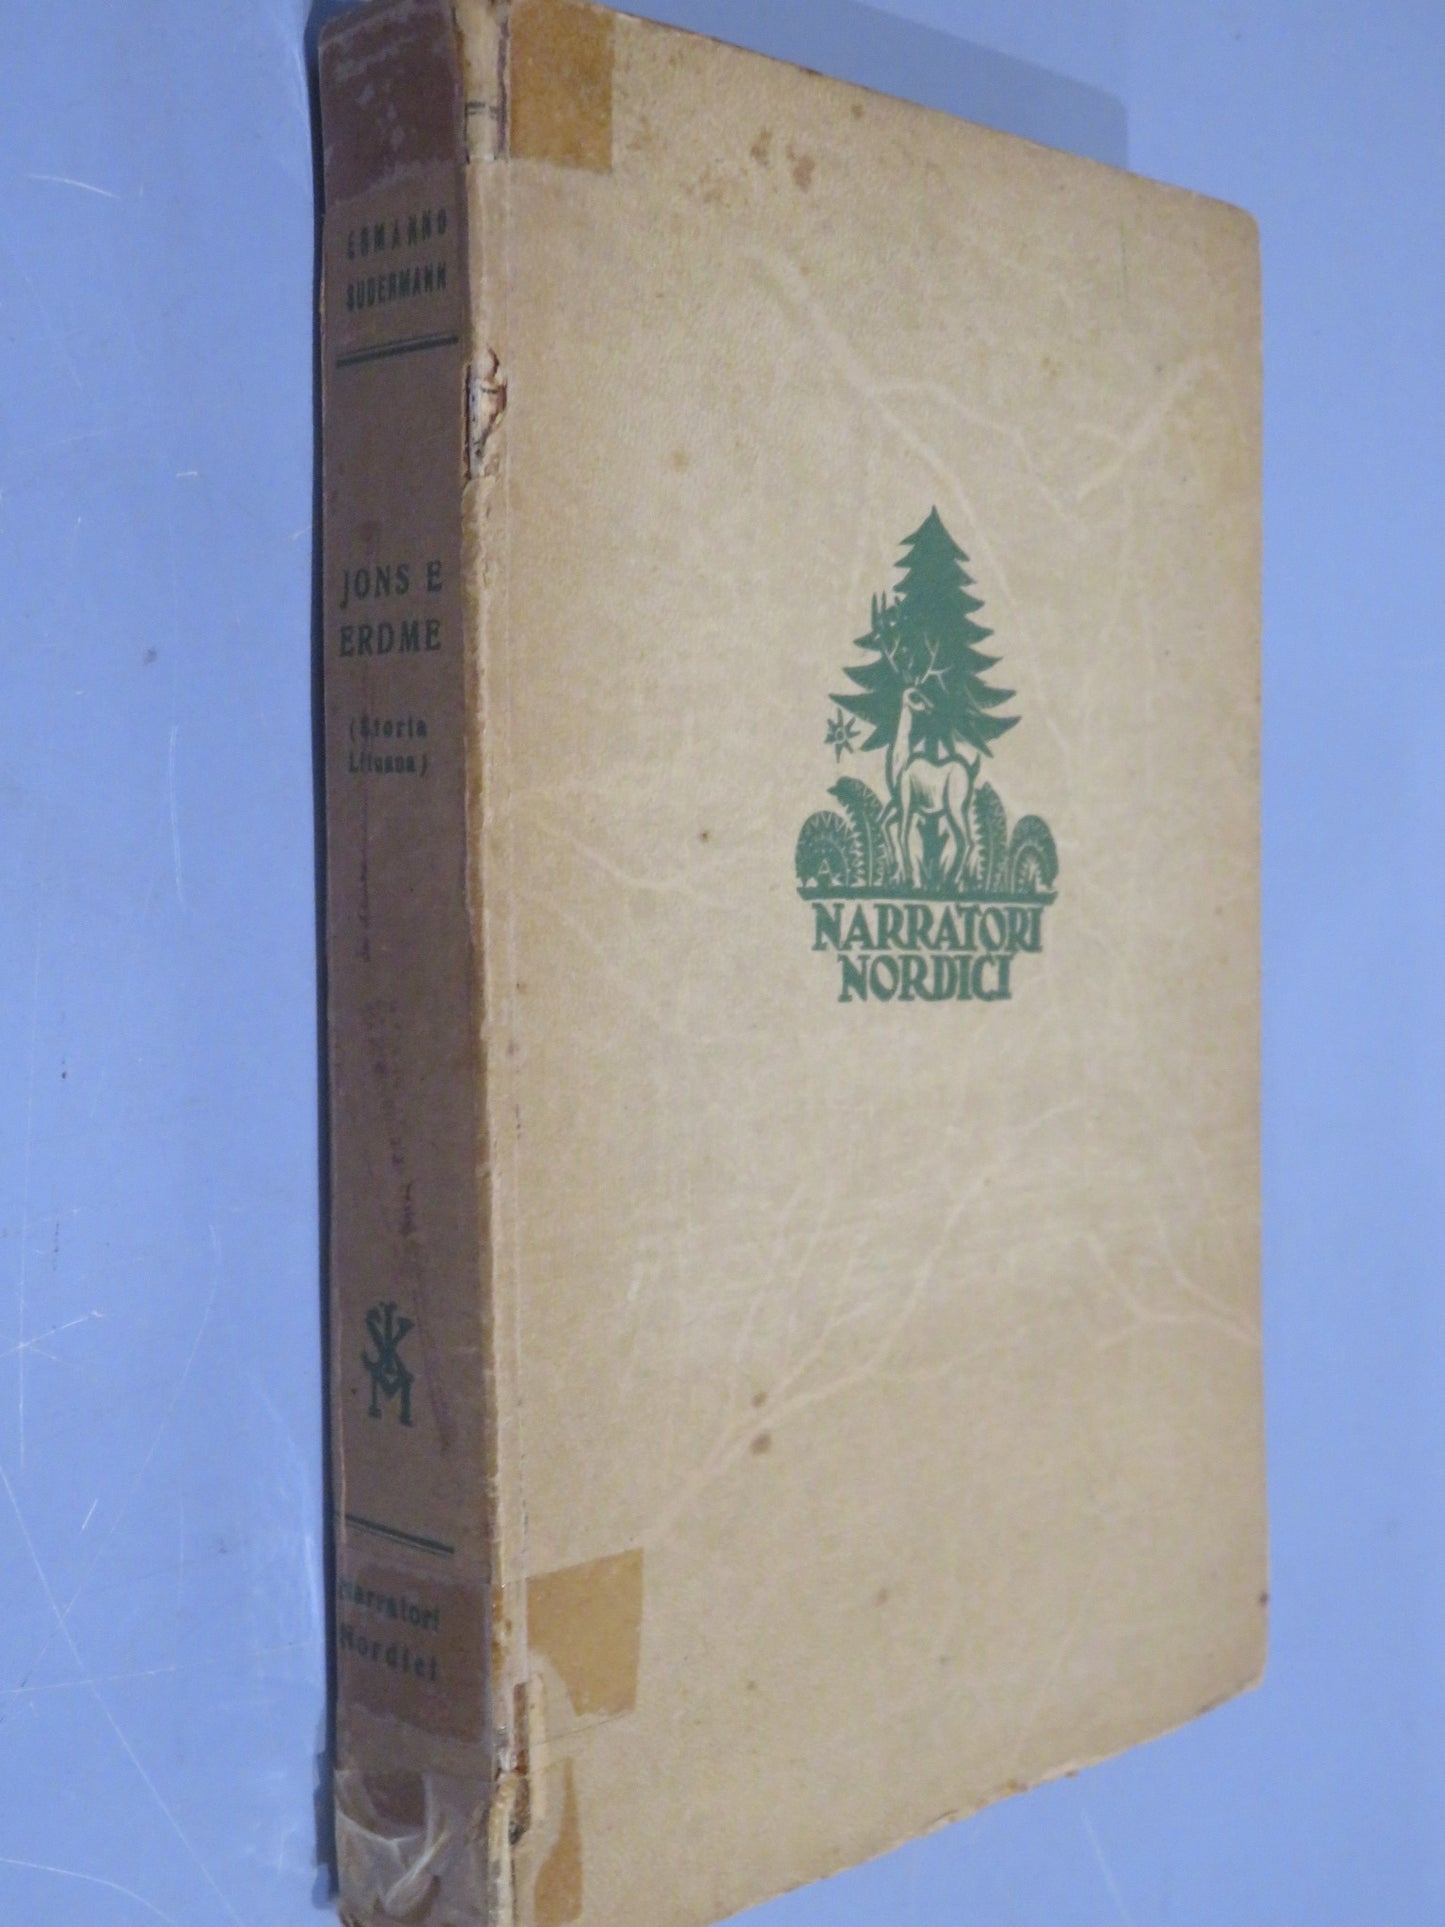 ERMANNO
SUDERMANN
JONS E
ERDME
(Storia
Lituana)
SKM
Narratori
Nordici
NARRATORI
NORDICI